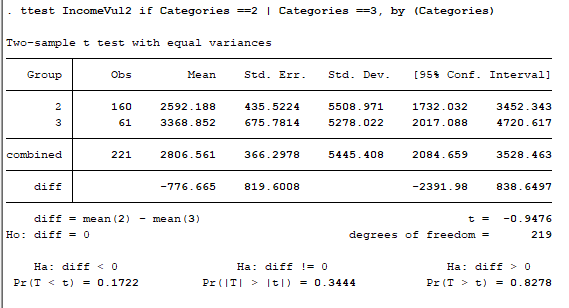 . ttest IncomeVul2 if Categories ==2 | Categories ==3, by (Categories)
Two-sample t test with equal variances
Group Obs Mean Std. Err. Std. Dev. [95% Conf. Interval]
2 160 2592.188 435.5224 5508.971 1732.032 3452.343
3 61 3368.852 675.7814 5278.022 2017.088 4720.617
combined 221 2806.561 366.2978 5445.408 2084.659 3528.463
diff -776.665 819.6008 -2391.98 838.6497
diff = mean(2) - mean(3) t = -0.9476
Ho: diff = 0 degrees of freedom = 219
Ha: diff < 0 Ha: diff != 0 Ha: diff > 0
Pr(T < t) = 0.1722 Pr(|T| > |t|) = 0.3444 Pr(T > t) = 0.8278